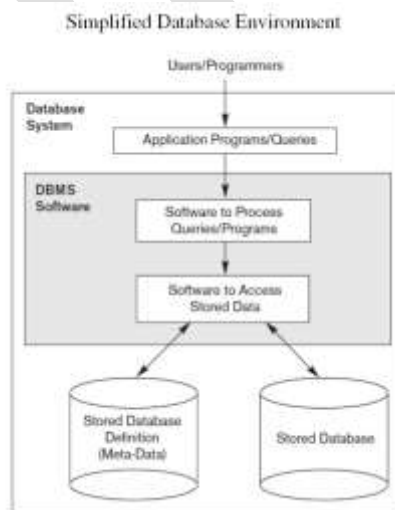 Simplified Database Environment
Users/Programmers
Database
System
Application Programs/Queries
DBMS
Software
Software to Process
Queries/Programs
Software to Access
Stored Data
Stored Database
Definition
(Meta-Data)
Stored Database